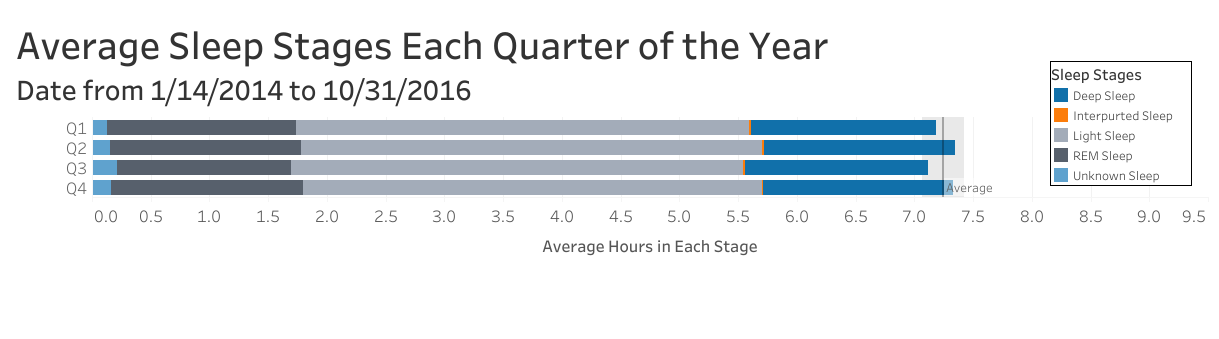 Average Sleep Stages Each Quarter of the Year
Date from 1/14/2014 to 10/31/2016
Sleep Stages
Deep Sleep
Interpurted Sleep
Light Sleep
REM Sleep
Unknown Sleep
Q1
Q2
Q3
Q4
Average
0.0 0.5 1.0 1.5 2.0 2.5 3.0 3.5 4.0 4.5 5.0 5.5 6.0 6.5 7.0 7.5 8.0 8.5 9.0 9.5
Average Hours in Each Stage